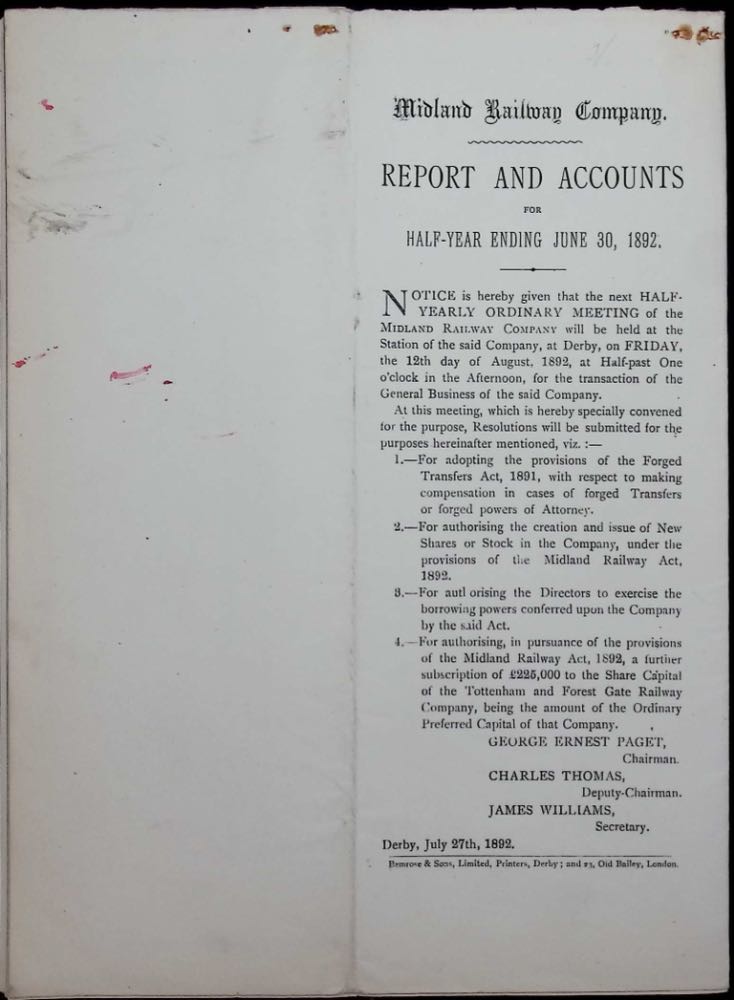 Midland Railway Company.
REPORT AND ACCOUNTS
FOR
HALF-YEAR ENDING JUNE 30, 1892.
NOTICE is hereby given that the next HALF-
YEARLY ORDINARY MEETING of the
MIDLAND RAILWAY COMPANY will be held at the
Station of the said Company, at Derby, on FRIDAY,
the 12th day of August, 1892, at Half-past One
o'clock in the Afternoon, for the transaction of the
General Business of the said Company.
At this meeting, which is hereby specially convened
for the purpose, Resolutions will be submitted for the
purposes hereinafter mentioned, viz. :—
1.—For adopting the provisions of the Forged
Transfers Act, 1891, with respect to making
compensation in cases of forged Transfers
or forged powers of Attorney.
2.—For authorising the creation and issue of New
Shares or Stock in the Company, under the
provisions of the Midland Railway Act,
1892.
3.—For aut orising the Directors to exercise the
borrowing powers conferred upon the Company
by the said Act.
4.—For authorising, in pursuance of the provisions
of the Midland Railway Act, 1892, a further
subscription of £225,000 to the Share Capital
of the Tottenham and Forest Gate Railway
Company, being the amount of the Ordinary
Preferred Capital of that Company.
GEORGE ERNEST PAGET,
Chairman.
CHARLES THOMAS,
Deputy-Chairman.
JAMES WILLIAMS,
Secretary.
Derby, July 27th, 1892.
Bemrose & Sons, Limited, Printers, Derby; and 23, Old Bailey, London.